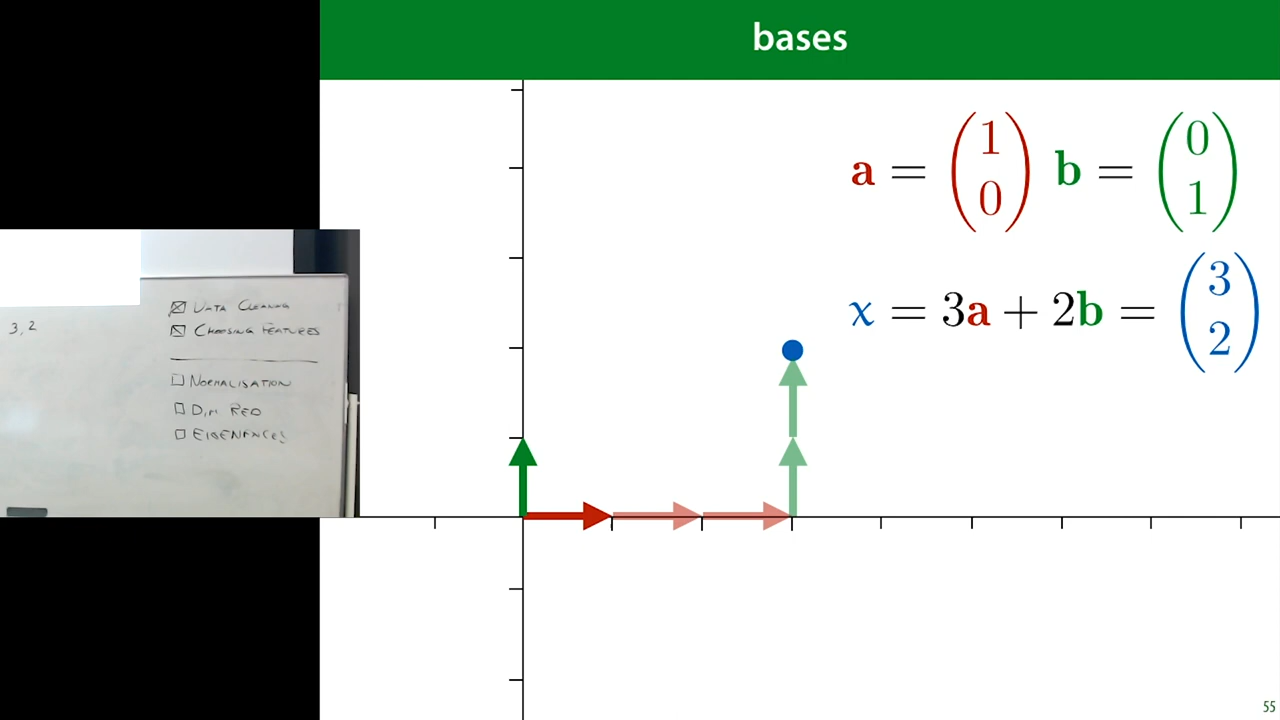 bases
a = (1 0) b = (0 1)
x = 3a + 2b = (3 2)
3, 2
DATA CLEANING
CHOOSING FEATURES
NORMALISATION
DIM RED
EIGENFACES
55